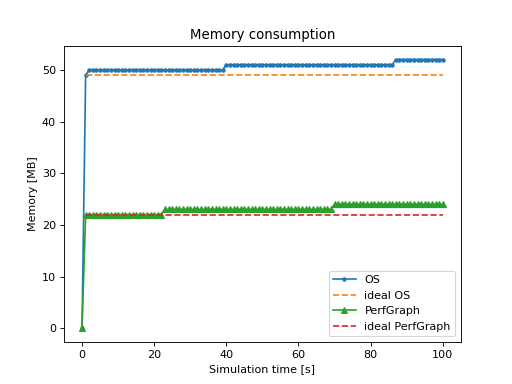 Memory consumption
Memory [MB]
50
40
30
20
10
0
0 20 40 60 80 100
Simulation time [s]
OS
ideal OS
PerfGraph
ideal PerfGraph